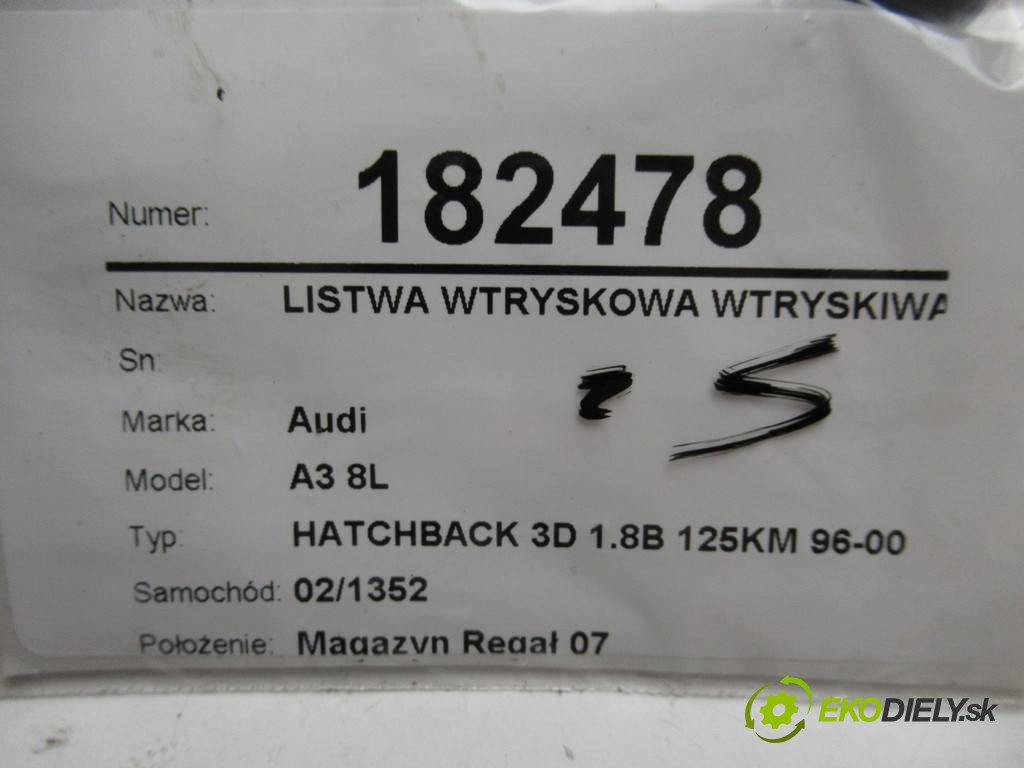 Numer: 182478
Nazwa: LISTWA WTRYSKOWA WTRYSKIWA
Sn:
Marka: Audi
Model: A3 8L
Typ: HATCHBACK 3D 1.8B 125KM 96-00
Samochód: 02/1352
Położenie: Magazyn Regał 07
EKODIELY.sk